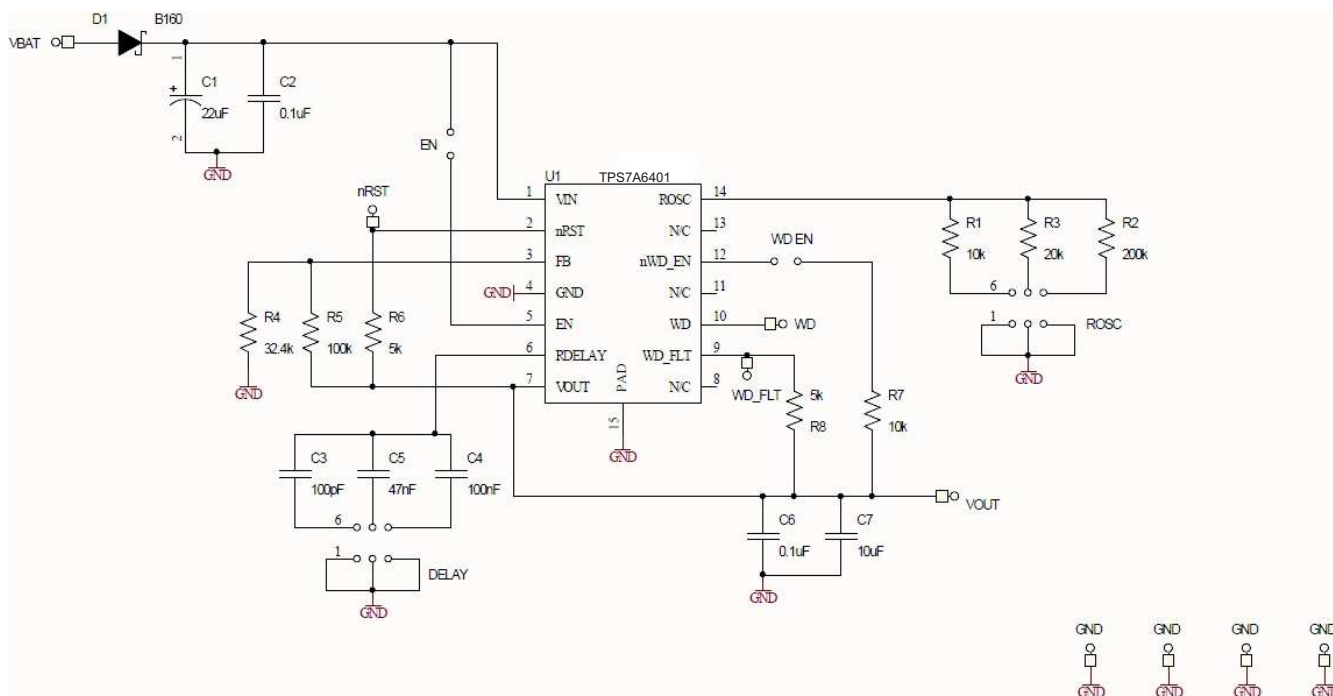 D1 B160
VBAT
1
+ C1 C2
22uF 0.1uF
2
GND
EN
U1 TPS7A6401
nRST
1 VIN ROSC 14
2 nRST N/C 13
3 FB nWD_EN 12
GND 4 GND N/C 11
5 EN WD 10
6 RDELAY WD_FLT 9
7 VOUT N/C 8
PAD
15
GND
WD EN
WD
WD_FLT
R1 R3 R2
10k 20k 200k
6
1 ROSC
GND
R4 R5 R6
32.4k 100k 5k
GND
5k R7
R8 10k
C3 C5 C4
100pF 47nF 100nF
6
1
DELAY
GND
VOUT
C6 C7
0.1uF 10uF
GND
GND GND GND GND
GND GND GND GND